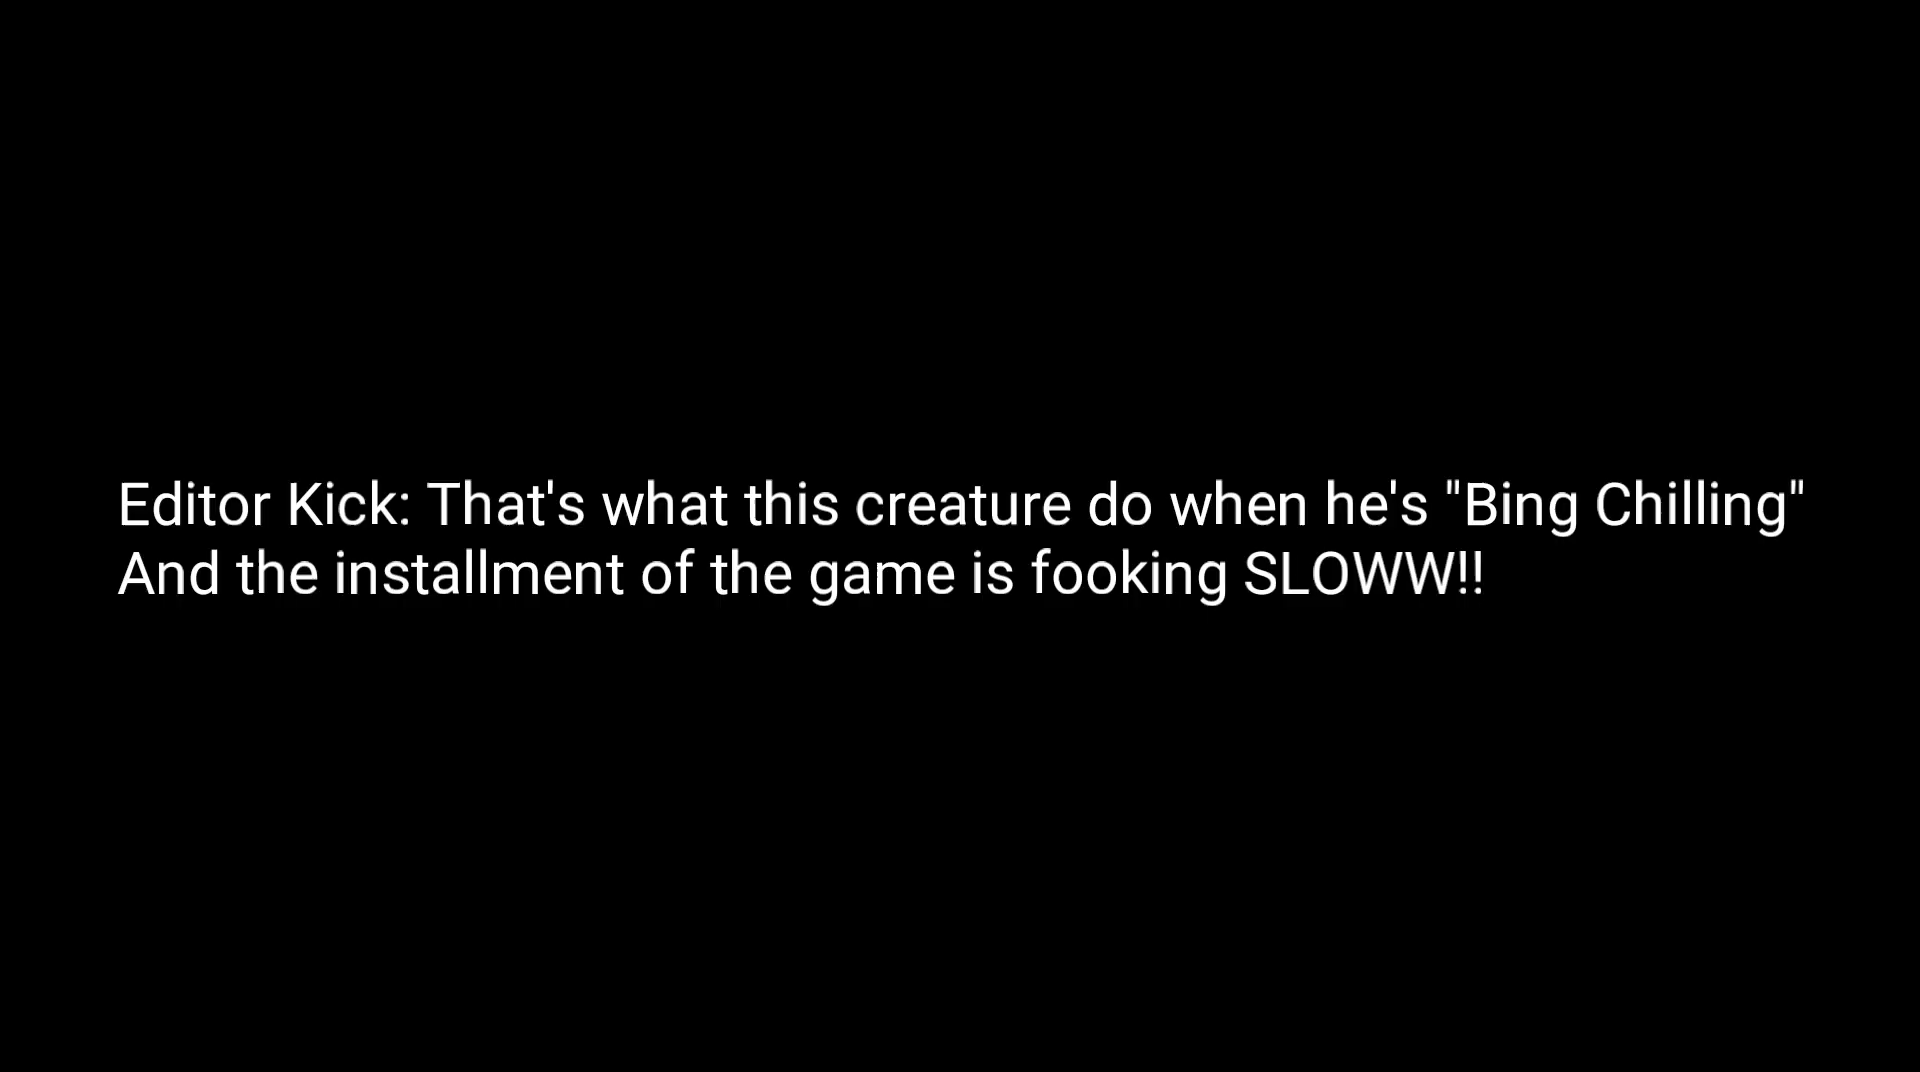 Editor Kick: That's what this creature do when he's "Bing Chilling"
And the installment of the game is fooking SLOWW!!